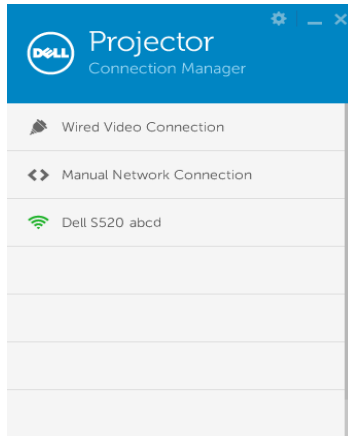 DELL
Projector
Connection Manager
Wired Video Connection
Manual Network Connection
Dell S520 abcd